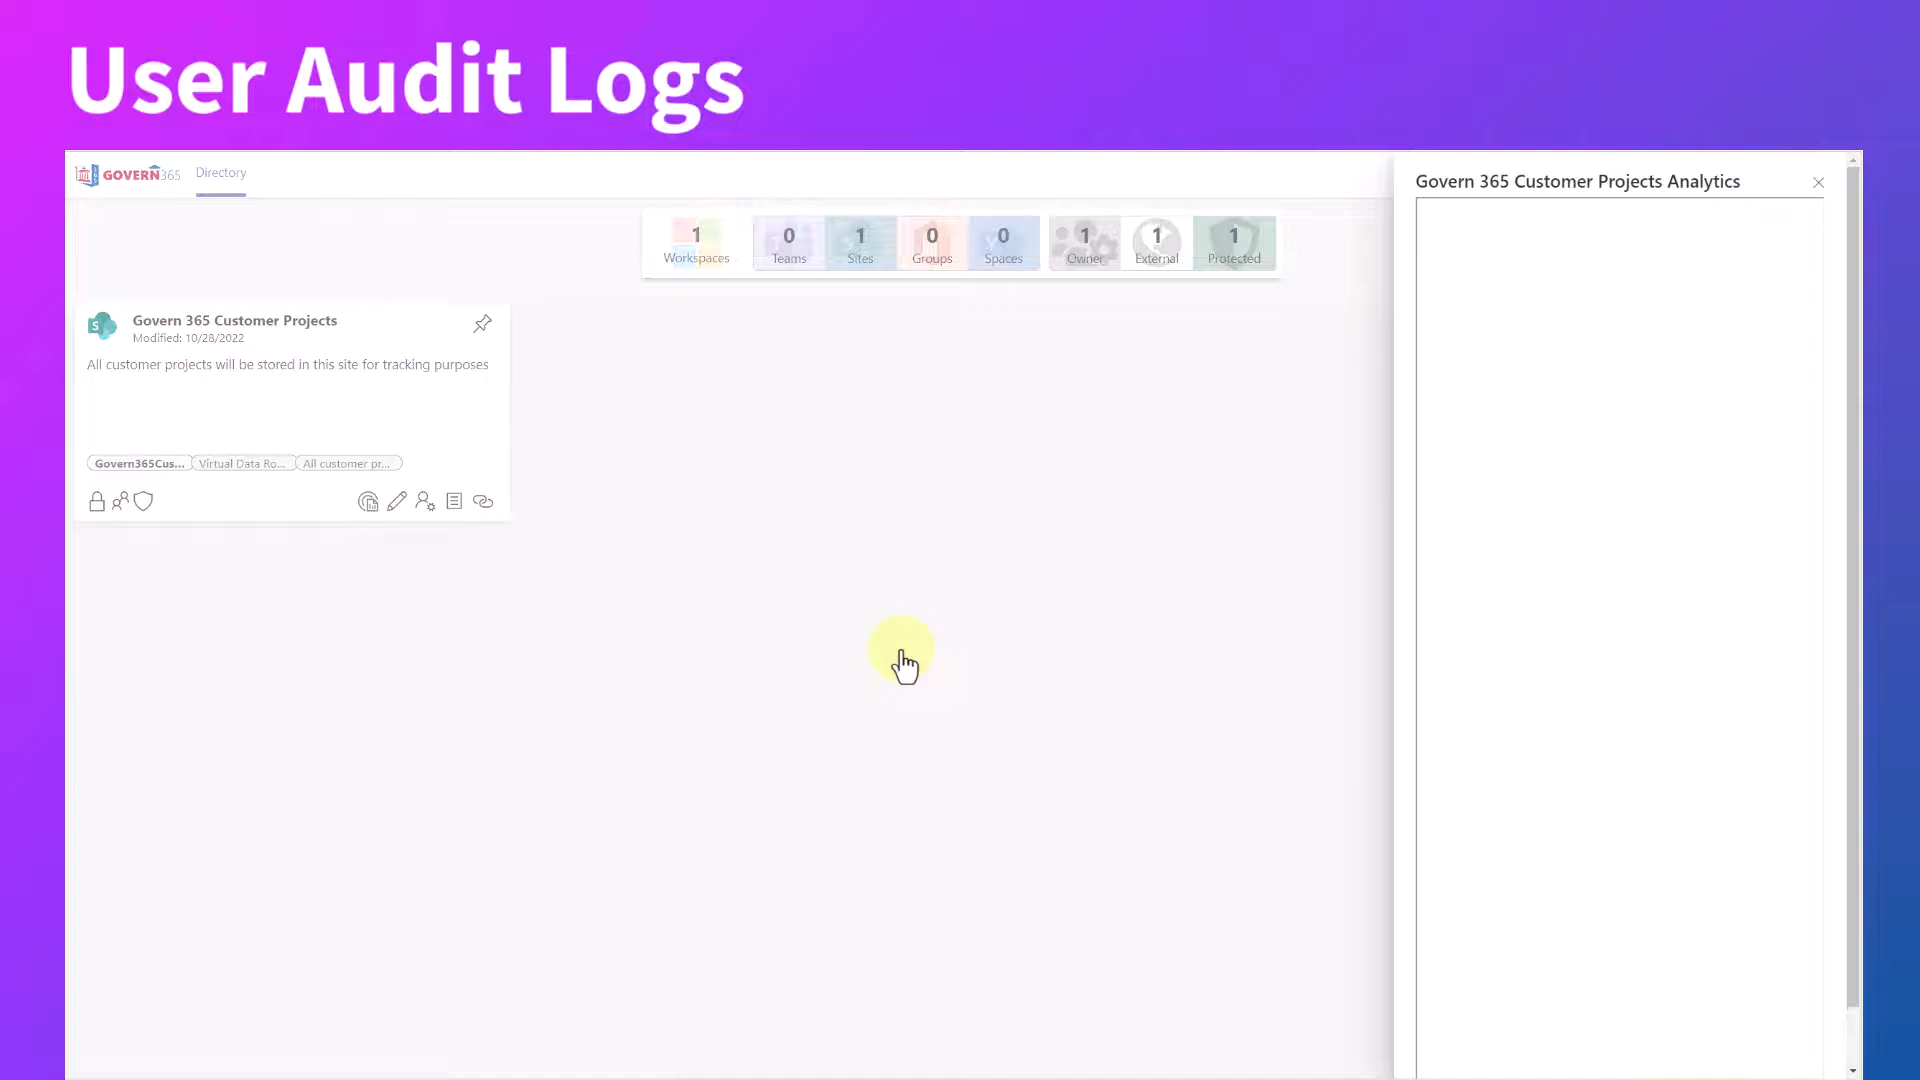 User Audit Logs
GOVERN365 Directory
Govern 365 Customer Projects Analytics
1 0 1 0 0 1 1 1
Workspaces Teams Sites Groups Spaces Owner External Protected
Govern 365 Customer Projects
Modified: 10/28/2022
All customer projects will be stored in this site for tracking purposes
Govern365Cus... Virtual Data Ro... All customer pr...